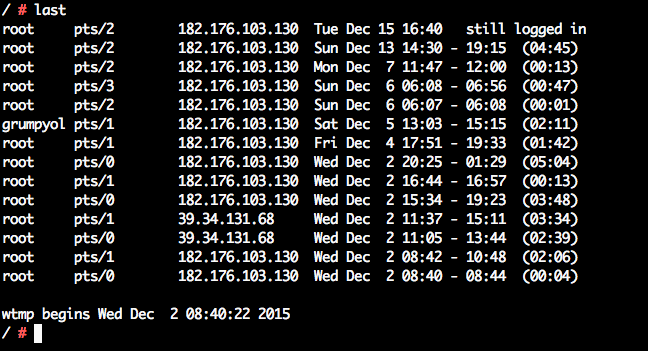 / # last
root     pts/2        182.176.103.130  Tue Dec 15 16:40   still logged in
root     pts/2        182.176.103.130  Sun Dec 13 14:30 - 19:15  (04:45)
root     pts/2        182.176.103.130  Mon Dec  7 11:47 - 12:00  (00:13)
root     pts/3        182.176.103.130  Sun Dec  6 06:08 - 06:56  (00:47)
root     pts/2        182.176.103.130  Sun Dec  6 06:07 - 06:08  (00:01)
grumpyol pts/1        182.176.103.130  Sat Dec  5 13:03 - 15:15  (02:11)
root     pts/1        182.176.103.130  Fri Dec  4 17:51 - 19:33  (01:42)
root     pts/0        182.176.103.130  Wed Dec  2 20:25 - 01:29  (05:04)
root     pts/1        182.176.103.130  Wed Dec  2 16:44 - 16:57  (00:13)
root     pts/0        182.176.103.130  Wed Dec  2 15:34 - 19:23  (03:48)
root     pts/1        39.34.131.68     Wed Dec  2 11:37 - 15:11  (03:34)
root     pts/0        39.34.131.68     Wed Dec  2 11:05 - 13:44  (02:39)
root     pts/1        182.176.103.130  Wed Dec  2 08:42 - 10:48  (02:06)
root     pts/0        182.176.103.130  Wed Dec  2 08:40 - 08:44  (00:04)
wtmp begins Wed Dec  2 08:40:22 2015
/ #